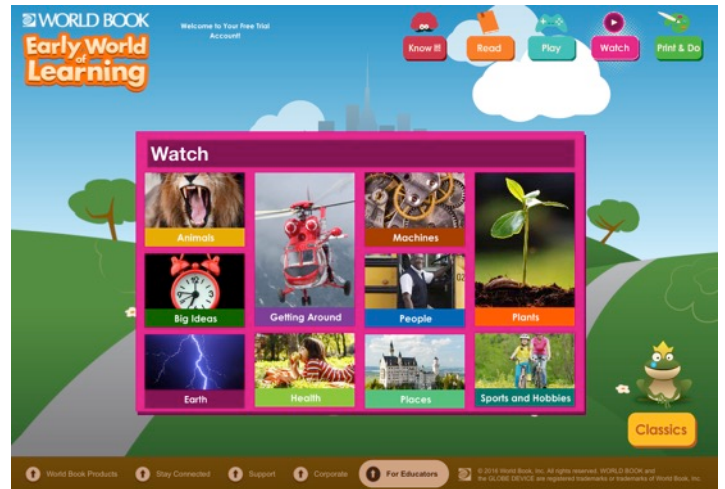 WORLD BOOK
Early World
of
Learning
Welcome to Your Free Trial
Account!
Know It!
Read
Play
Watch
Print & Do
Watch
Animals
Getting Around
Machines
Plants
Big Ideas
People
Earth
Health
Places
Sports and Hobbies
Classics
World Book Products
Stay Connected
Support
Corporate
For Educators
© 2016 World Book, Inc. All rights reserved. WORLD BOOK and
the GLOBE DEVICE are registered trademarks or trademarks of World Book, Inc.